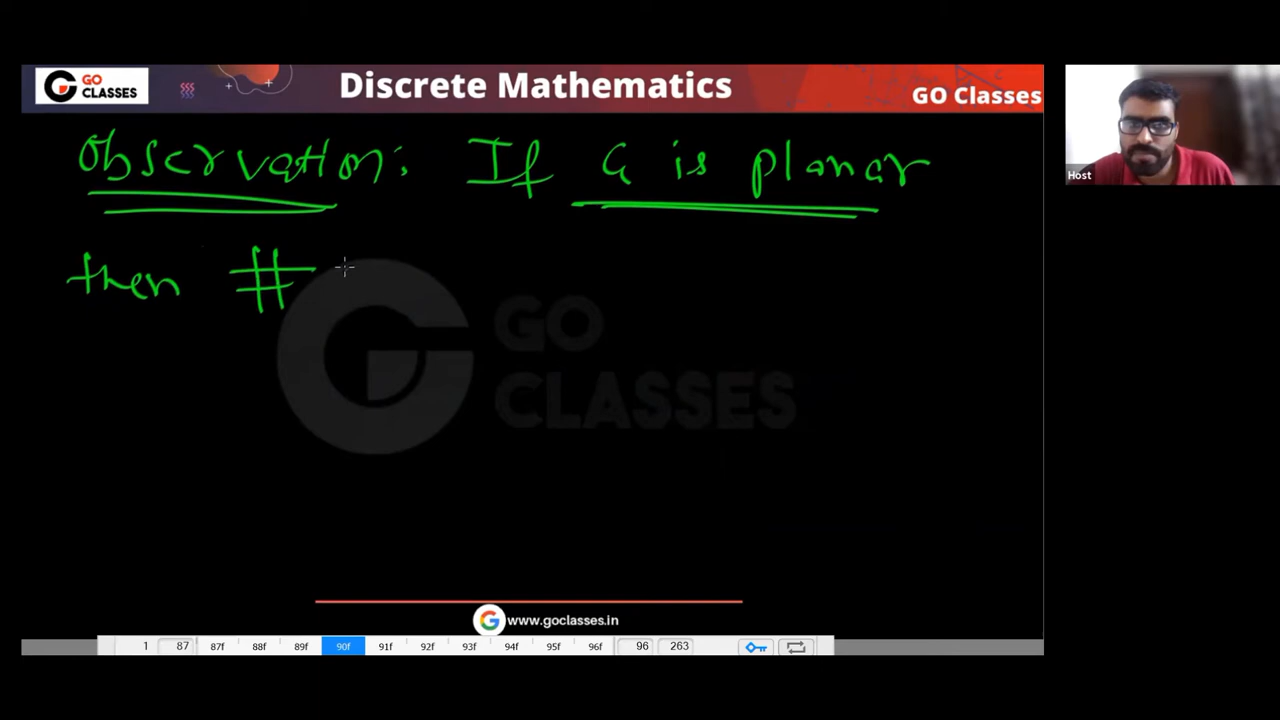 GO
CLASSES
Discrete Mathematics
GO Classes
Observation: If G is planar
Host
then #
GO
CLASSES
www.goclasses.in
1 87 87f 88f 89f 90f 91f 92f 93f 94f 95f 96f 96 263